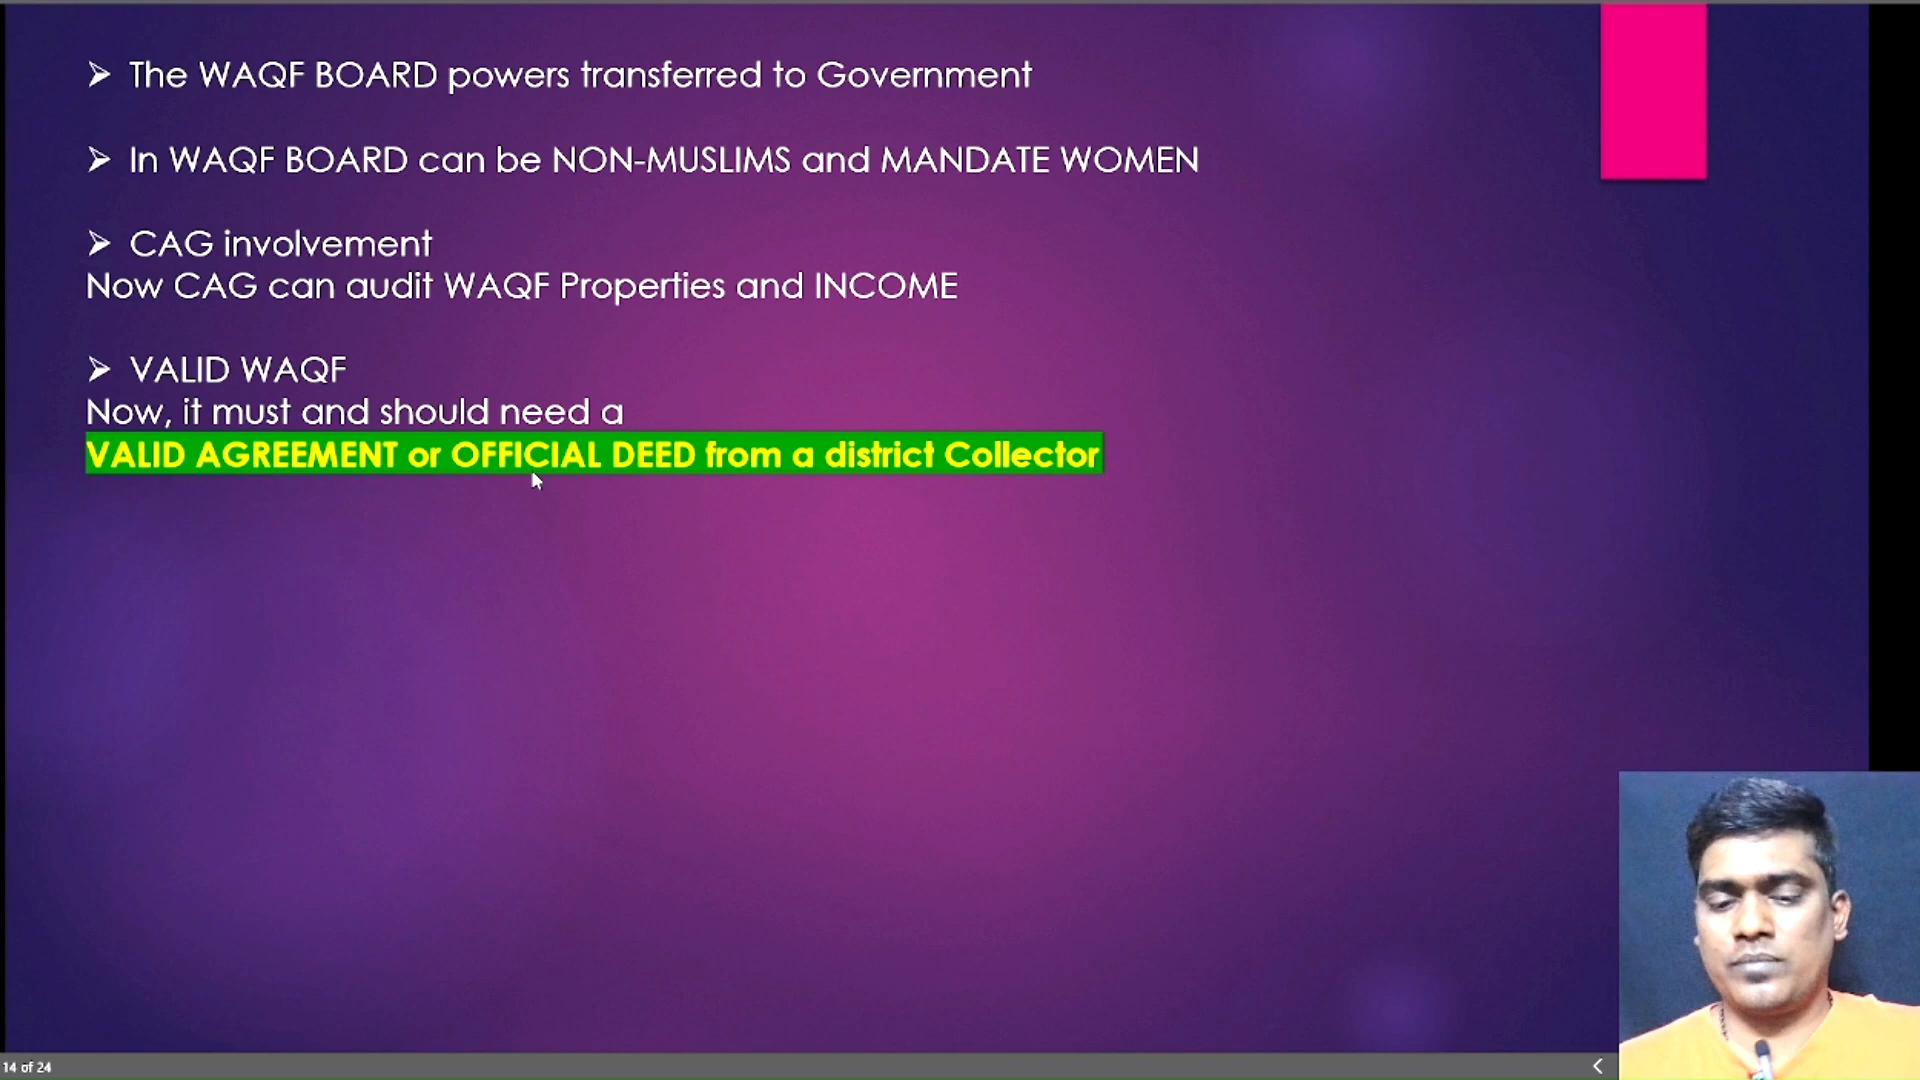 The WAQF BOARD powers transferred to Government
In WAQF BOARD can be NON-MUSLIMS and MANDATE WOMEN
CAG involvement
Now CAG can audit WAQF Properties and INCOME
VALID WAQF
Now, it must and should need a
VALID AGREEMENT or OFFICIAL DEED from a district Collector
14 of 24